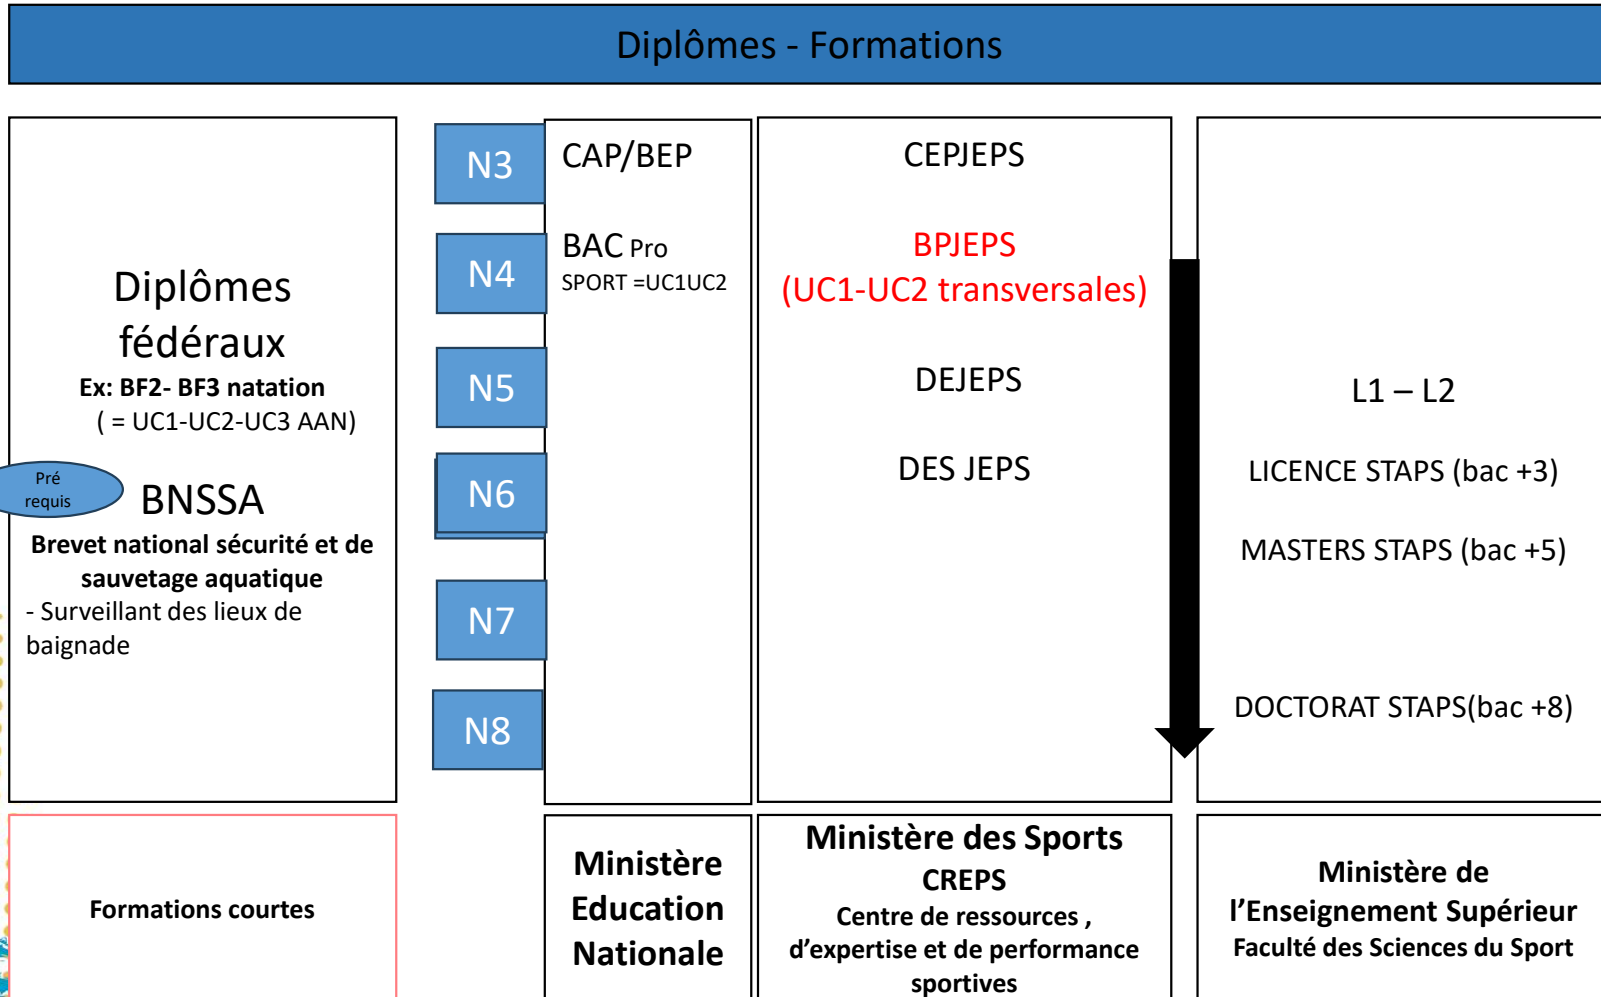 Diplômes - Formations
Diplômes
fédéraux
Ex: BF2- BF3 natation
( = UC1-UC2-UC3 AAN)
Pré
requis
BNSSA
Brevet national sécurité et de
sauvetage aquatique
- Surveillant des lieux de
baignade
Formations courtes
N3
N4
N5
N6
N7
N8
CAP/BEP
BAC Pro
SPORT =UC1UC2
Ministère
Education
Nationale
CEPJEPS
BPJEPS
(UC1-UC2 transversales)
DEJEPS
DES JEPS
Ministère des Sports
CREPS
Centre de ressources ,
d’expertise et de performance
sportives
L1 – L2
LICENCE STAPS (bac +3)
MASTERS STAPS (bac +5)
DOCTORAT STAPS(bac +8)
Ministère de
l’Enseignement Supérieur
Faculté des Sciences du Sport